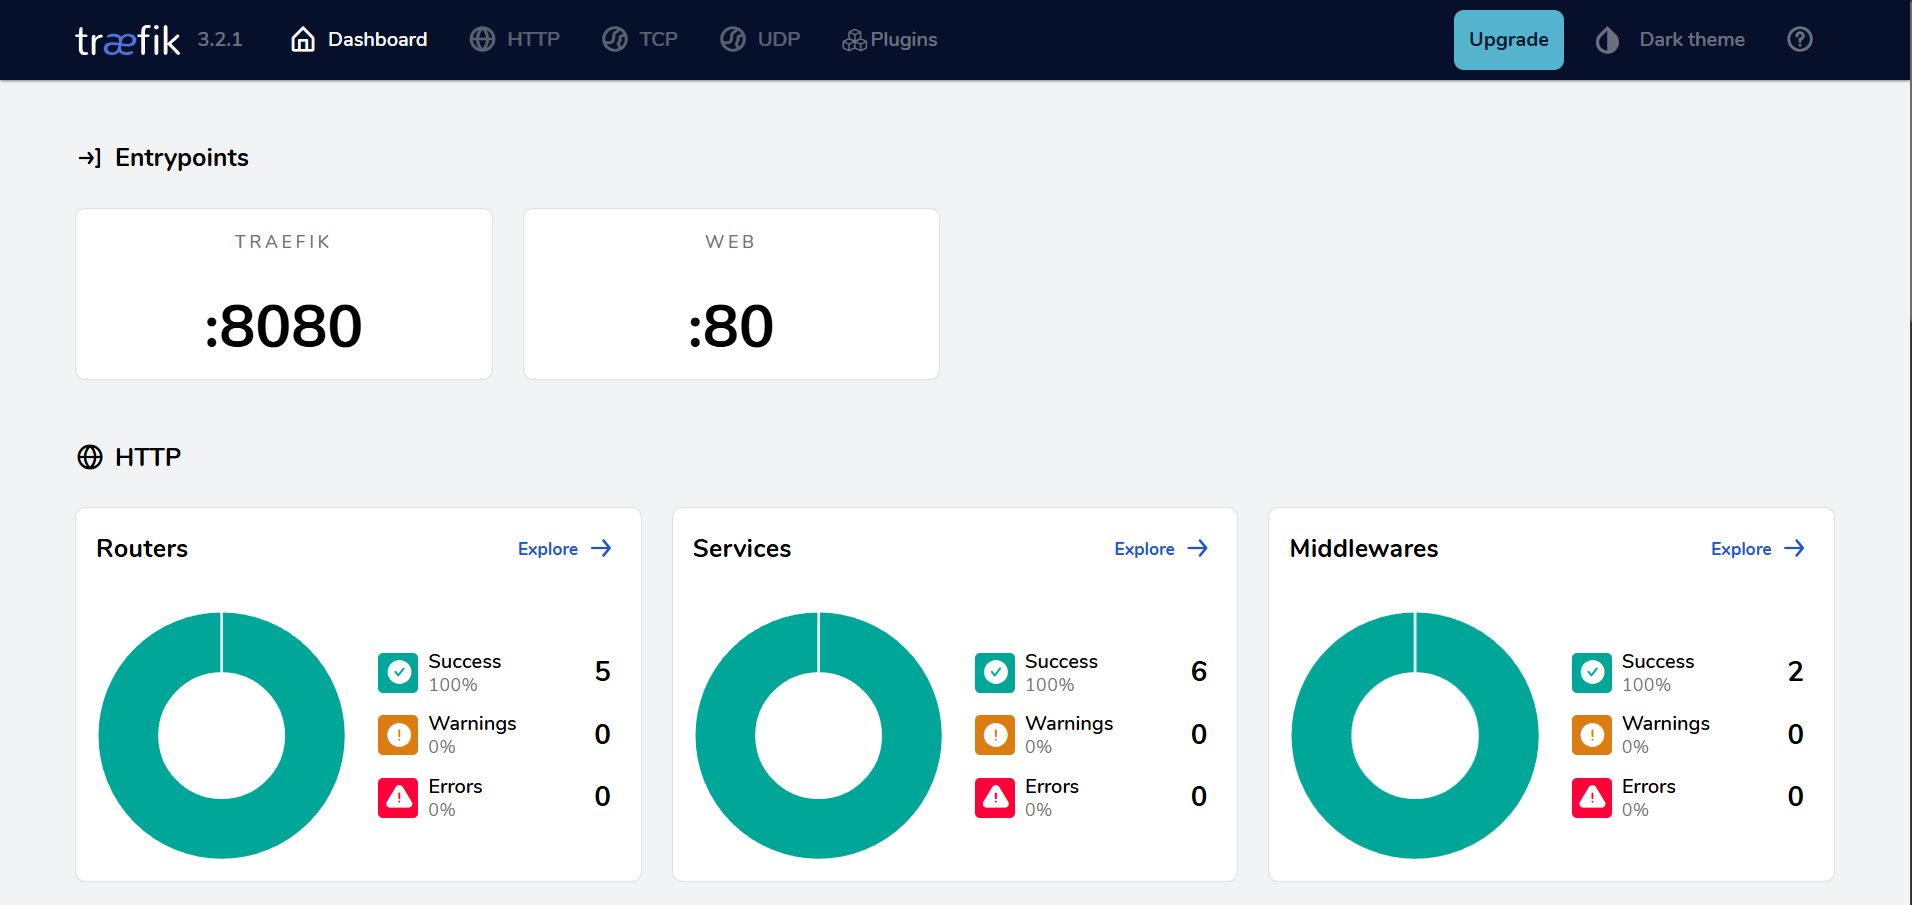 træfik 3.2.1 Dashboard HTTP TCP UDP Plugins Upgrade Dark theme
Entrypoints
TRAEFIK
:8080
WEB
:80
HTTP
Routers Explore
Success 5
100%
Warnings 0
0%
Errors 0
0%
Services Explore
Success 6
100%
Warnings 0
0%
Errors 0
0%
Middlewares Explore
Success 2
100%
Warnings 0
0%
Errors 0
0%